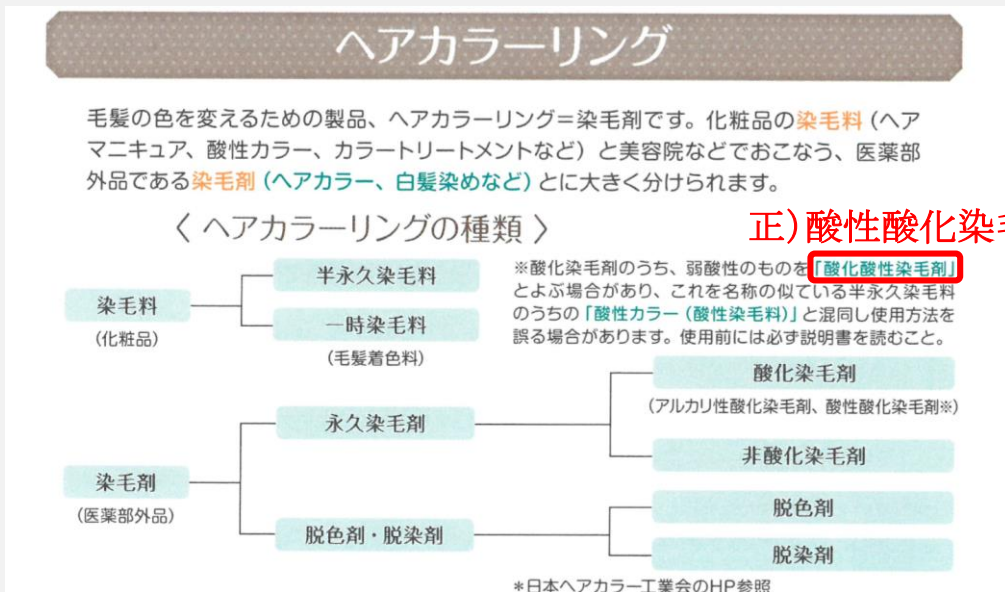 ヘアカラーリング
毛髪の色を変えるための製品、ヘアカラーリング＝染毛剤です。化粧品の染毛料（ヘア
マニキュア、酸性カラー、カラートリートメントなど）と美容院などでおこなう、医薬部
外品である染毛剤（ヘアカラー、白髪染めなど）とに大きく分けられます。
〈 ヘアカラーリングの種類 〉
正）酸性酸化染
※酸化染毛剤のうち、弱酸性のものを「酸化酸性染毛剤」
とよぶ場合があり、これを名称の似ている半永久染毛料
のうちの「酸性カラー（酸性染毛料）」と混同し使用方法を
誤る場合があります。使用前には必ず説明書を読むこと。
染毛料
（化粧品）
半永久染毛料
一時染毛料
（毛髪着色料）
染毛剤
（医薬部外品）
永久染毛剤
酸化染毛剤
（アルカリ性酸化染毛剤、酸性酸化染毛剤※）
非酸化染毛剤
脱色剤・脱染剤
脱色剤
脱染剤
＊日本ヘアカラー工業会のHP参照